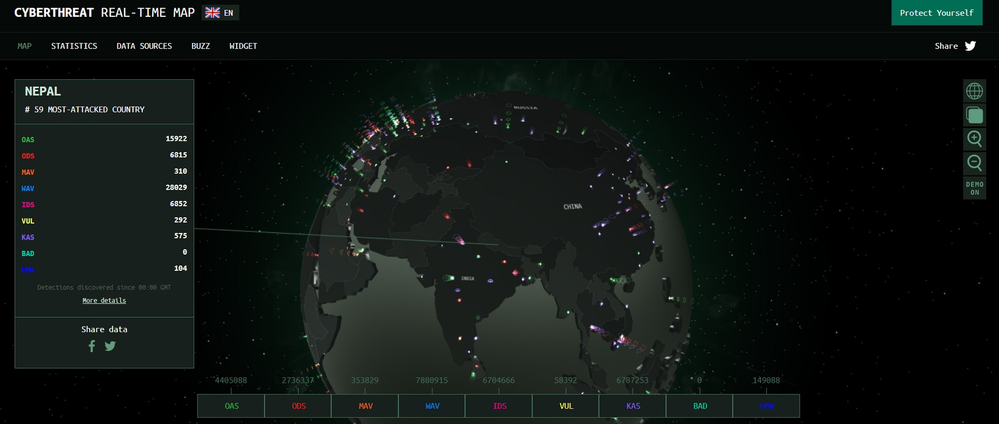 CYBERTHREAT REAL-TIME MAP EN
Protect Yourself
MAP STATISTICS DATA SOURCES BUZZ WIDGET
Share
NEPAL
# 59 MOST-ATTACKED COUNTRY
OAS 15922
ODS 6815
MAV 310
WAV 28029
IDS 6852
VUL 292
KAS 575
BAD 0
RMW 104
Detections discovered since 00:00 GMT
More details
Share data
RUSSIA
CHINA
INDIA
DEMO
ON
4405088 2736337 353829 7880915 6704666 58392 6787253 0 149088
OAS ODS MAV WAV IDS VUL KAS BAD RMW